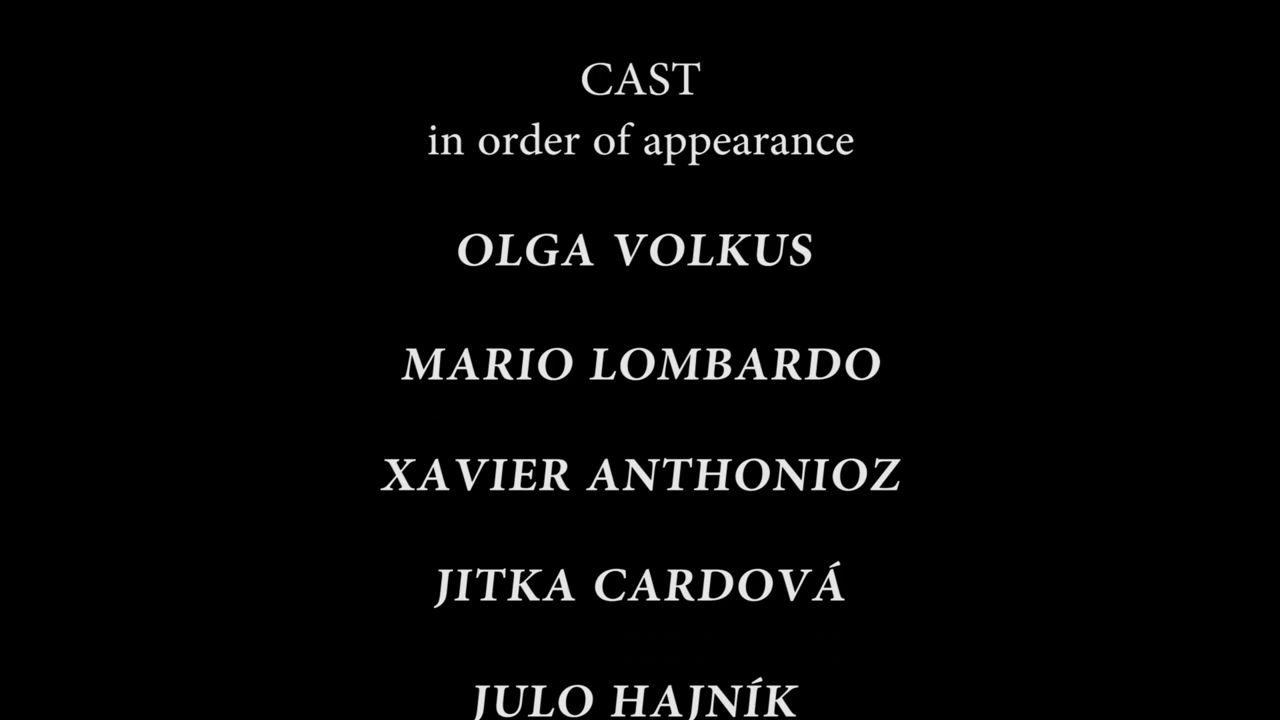 CAST
in order of appearance
OLGA VOLKUS
MARIO LOMBARDO
XAVIER ANTHONIOZ
JITKA CARDOVÁ
JULO HAJNÍK